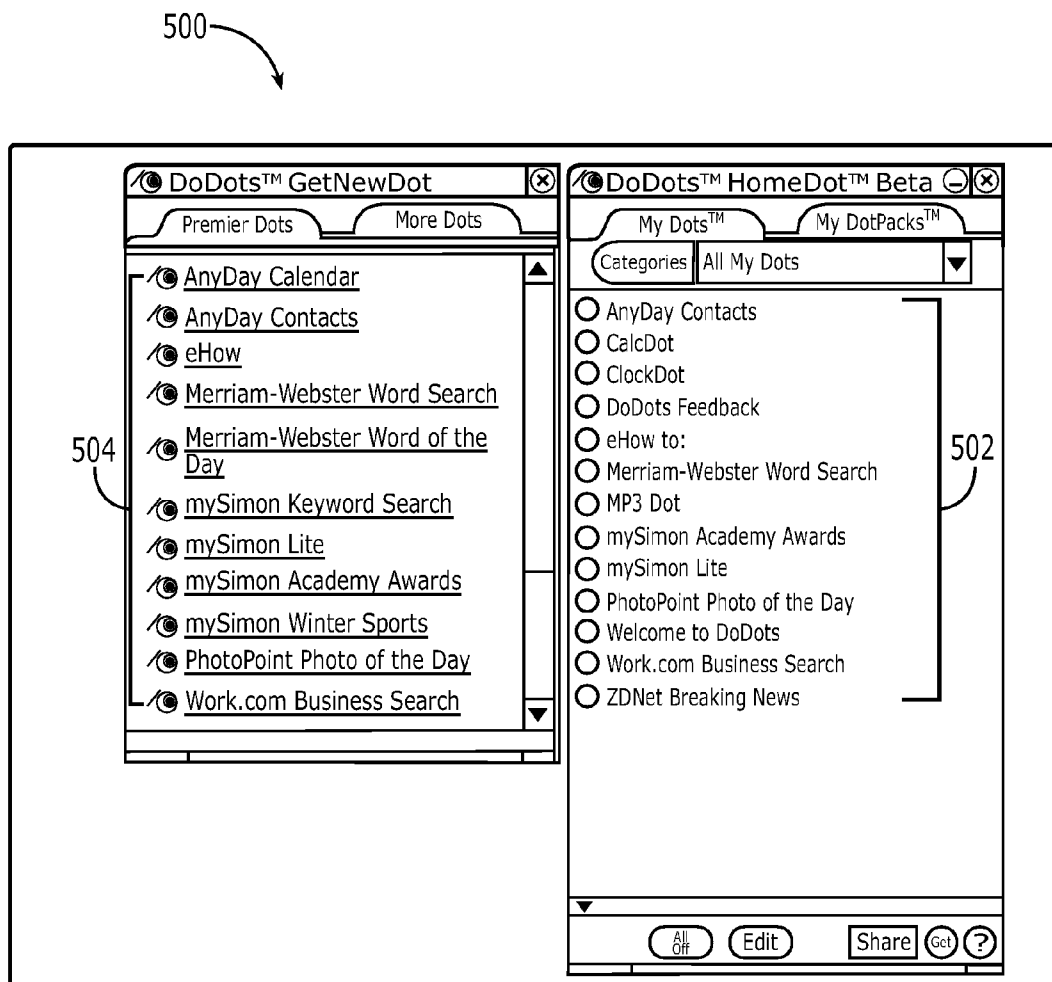 500
DoDots™ GetNewDot
Premier Dots
More Dots
AnyDay Calendar
AnyDay Contacts
eHow
Merriam-Webster Word Search
Merriam-Webster Word of the
Day
mySimon Keyword Search
mySimon Lite
mySimon Academy Awards
mySimon Winter Sports
PhotoPoint Photo of the Day
Work.com Business Search
504
DoDots™ HomeDot™ Beta
My Dots™
My DotPacks™
Categories
All My Dots
AnyDay Contacts
CalcDot
ClockDot
DoDots Feedback
eHow to:
Merriam-Webster Word Search
MP3 Dot
mySimon Academy Awards
mySimon Lite
PhotoPoint Photo of the Day
Welcome to DoDots
Work.com Business Search
ZDNet Breaking News
502
All
Off
Edit
Share
Get
?